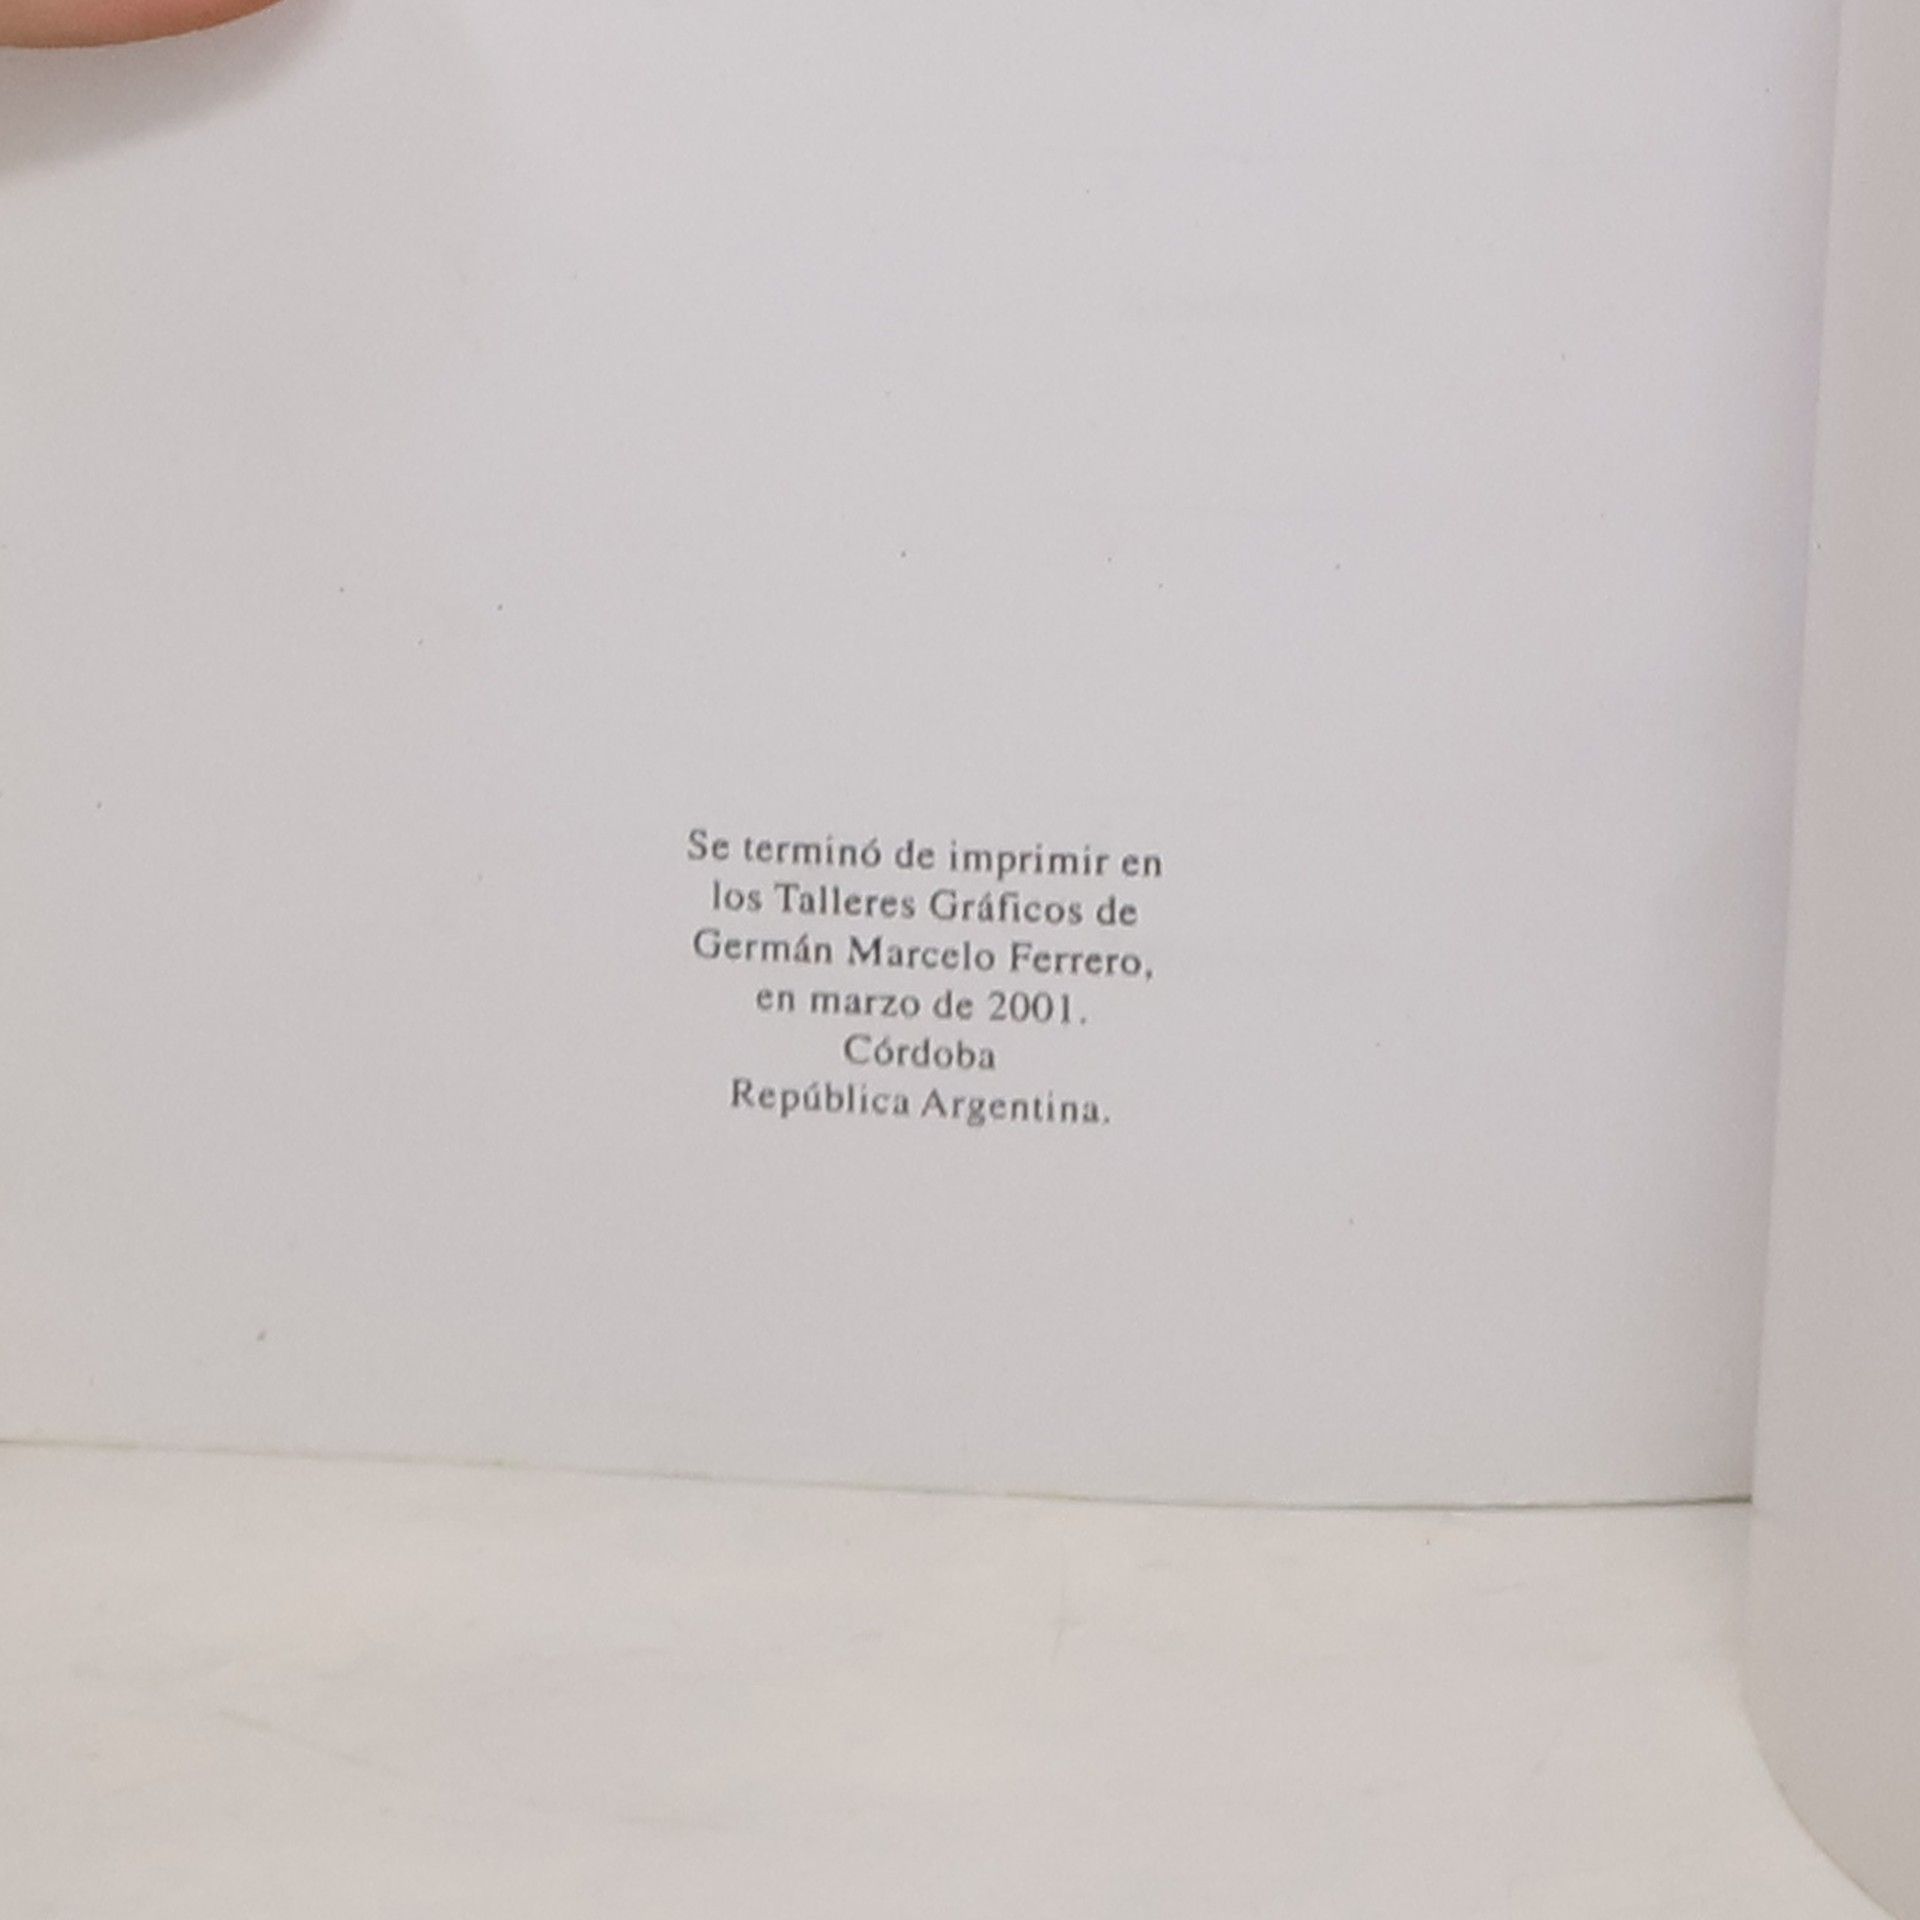 Se terminó de imprimir en
los Talleres Gráficos de
Germán Marcelo Ferrero,
en marzo de 2001.
Córdoba
República Argentina.